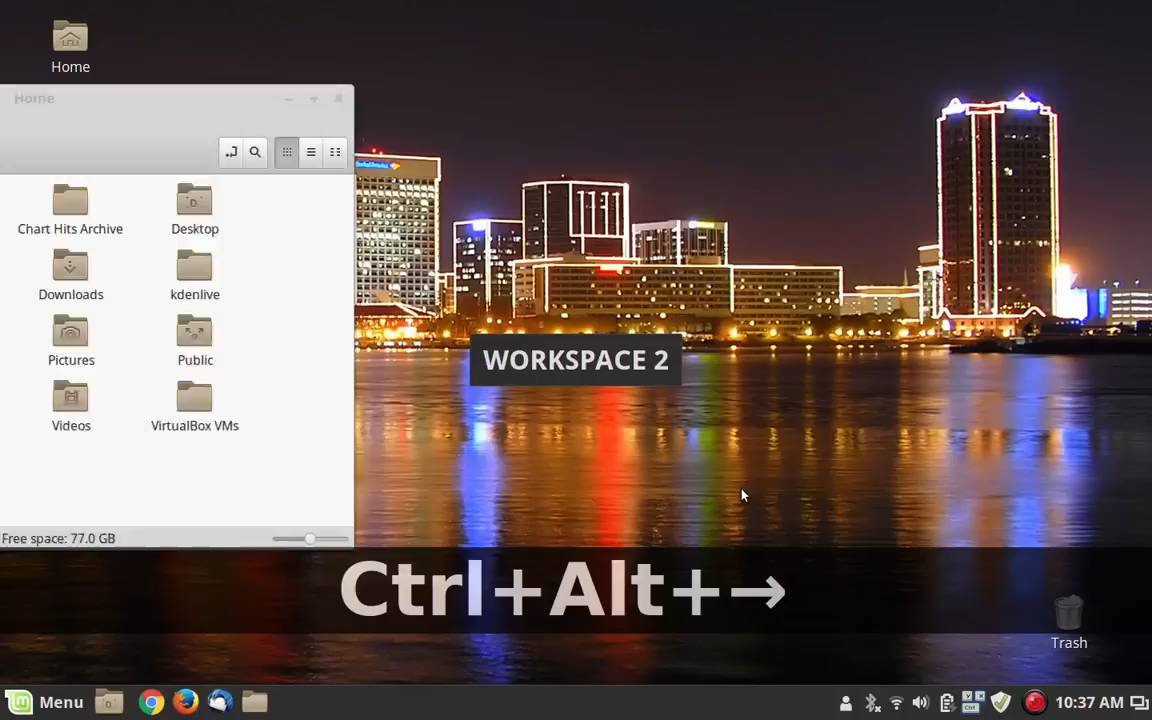 Home
Home
Chart Hits Archive
Desktop
Downloads
kdenlive
Pictures
Public
Videos
VirtualBox VMs
Free space: 77.0 GB
WORKSPACE 2
Ctrl+Alt+→
Trash
Menu
10:37 AM